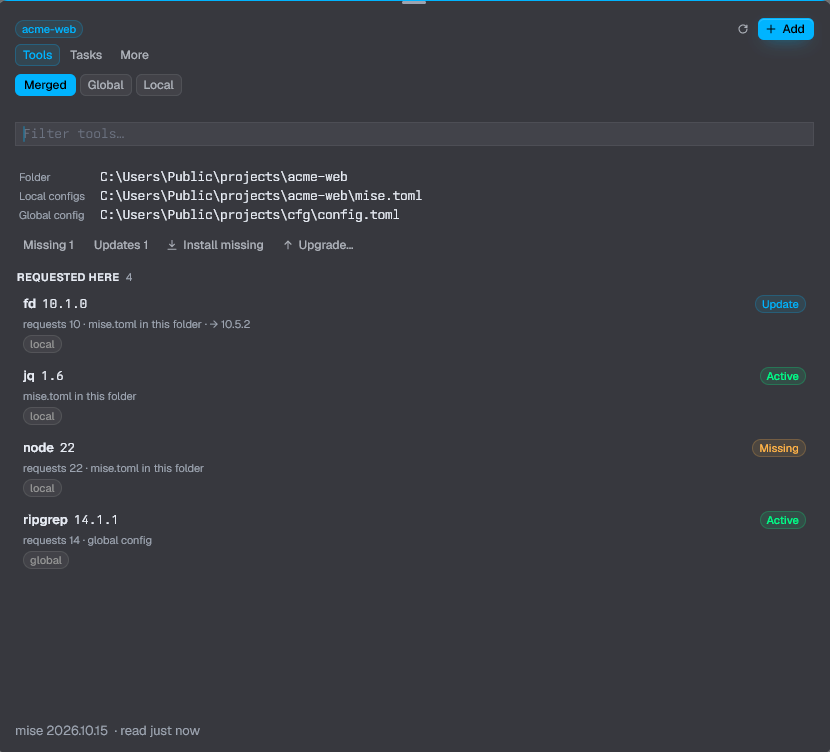 acme-web
+ Add
Tools Tasks More
Merged Global Local
Filter tools…
Folder C:\Users\Public\projects\acme-web
Local configs C:\Users\Public\projects\acme-web\mise.toml
Global config C:\Users\Public\projects\cfg\config.toml
Missing 1 Updates 1 Install missing ↑ Upgrade…
REQUESTED HERE 4
fd 10.1.0 Update
requests 10 · mise.toml in this folder · → 10.5.2
local
jq 1.6 Active
mise.toml in this folder
local
node 22 Missing
requests 22 · mise.toml in this folder
local
ripgrep 14.1.1 Active
requests 14 · global config
global
mise 2026.10.15 · read just now